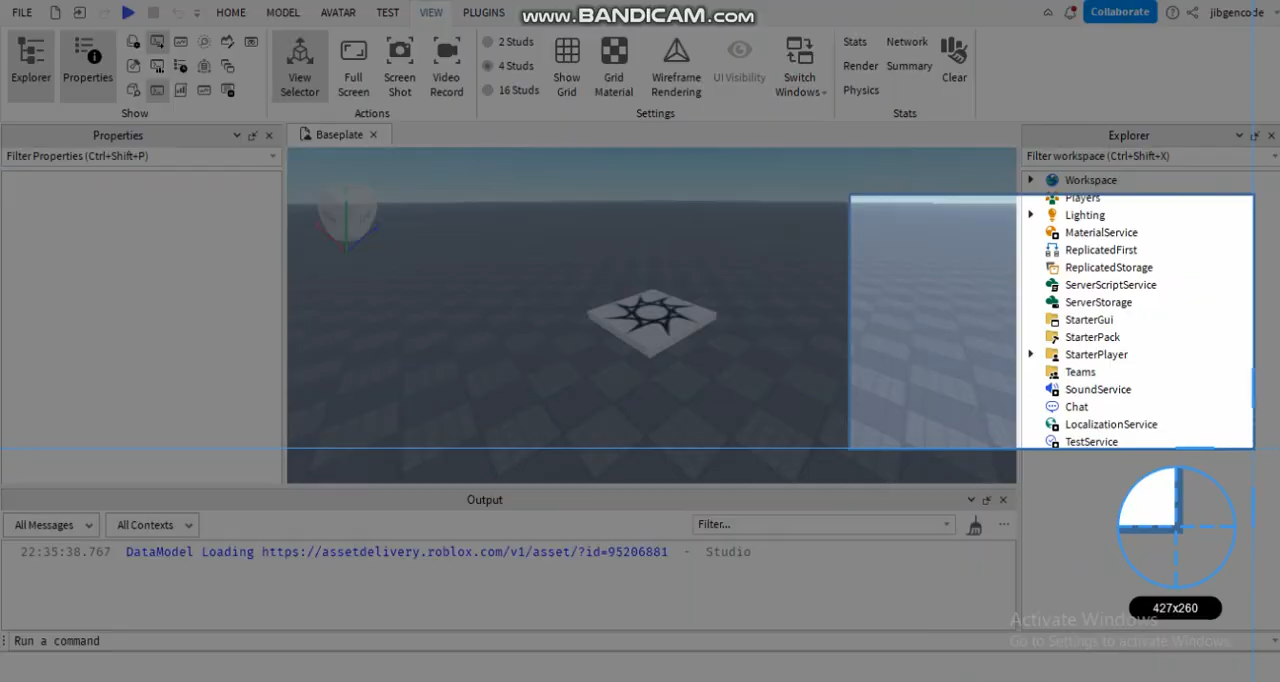 FILE HOME MODEL AVATAR TEST VIEW PLUGINS www.BANDICAM.com Collaborate jibgencode
Explorer Properties Show
View Selector Full Screen Screen Shot Video Record Actions
2 Studs
4 Studs
16 Studs
Show Grid Grid Material Wireframe Rendering UI Visibility Switch Windows Settings
Stats Network
Render Summary
Physics
Clear
Stats
Properties
Filter Properties (Ctrl+Shift+P)
Baseplate
Explorer
Filter workspace (Ctrl+Shift+X)
Workspace
Players
Lighting
MaterialService
ReplicatedFirst
ReplicatedStorage
ServerScriptService
ServerStorage
StarterGui
StarterPack
StarterPlayer
Teams
SoundService
Chat
LocalizationService
TestService
Output
All Messages All Contexts Filter...
22:35:38.767 DataModel Loading https://assetdelivery.roblox.com/v1/asset/?id=95206881 - Studio
427x260
Activate Windows
Go to Settings to activate Windows.
Run a command